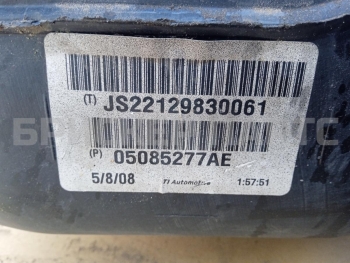 (T) JS22129830061
(P) 05085277AE
5/8/08 TI Automotive 1:57:51